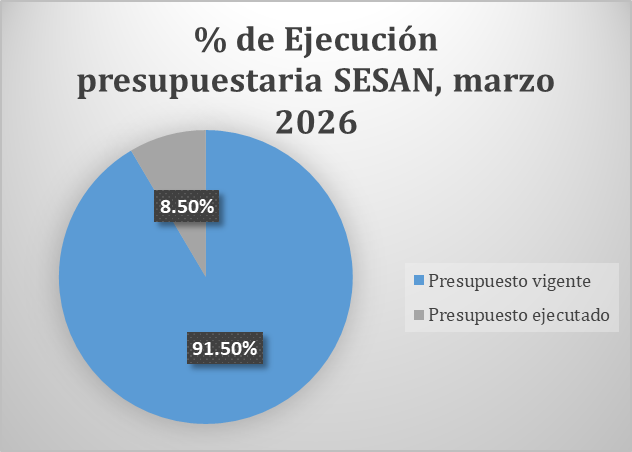 % de Ejecución
presupuestaria SESAN, marzo
2026
8.50%
Presupuesto vigente
Presupuesto ejecutado
91.50%